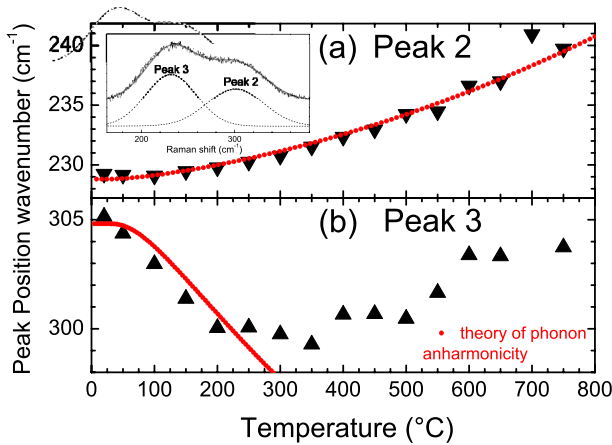 240
235
230
(a) Peak 2
Peak 3
Peak 2
200
300
Raman shift (cm-1)
Peak Position wavenumber (cm-1)
305
300
(b) Peak 3
theory of phonon
anharmonicity
0 100 200 300 400 500 600 700 800
Temperature (°C)